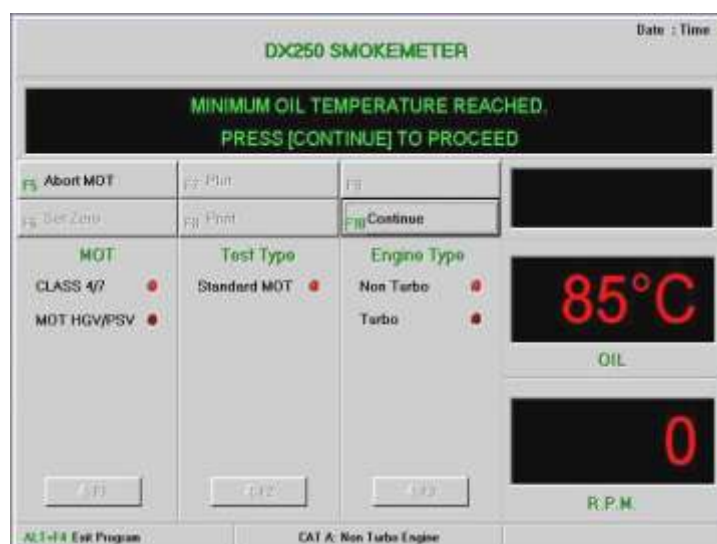 Date : Time
DX250 SMOKEMETER
MINIMUM OIL TEMPERATURE REACHED.
PRESS [CONTINUE] TO PROCEED
F5 Abort MOT
F7 Plot
F9
F6 Set Zero
F8 Print
F10 Continue
MOT
Test Type
Engine Type
CLASS 4/7
Standard MOT
Non Turbo
MOT HGV/PSV
Turbo
85°C
OIL
0
R.P.M.
ALT+F4 Exit Program
CAT A: Non Turbo Engine